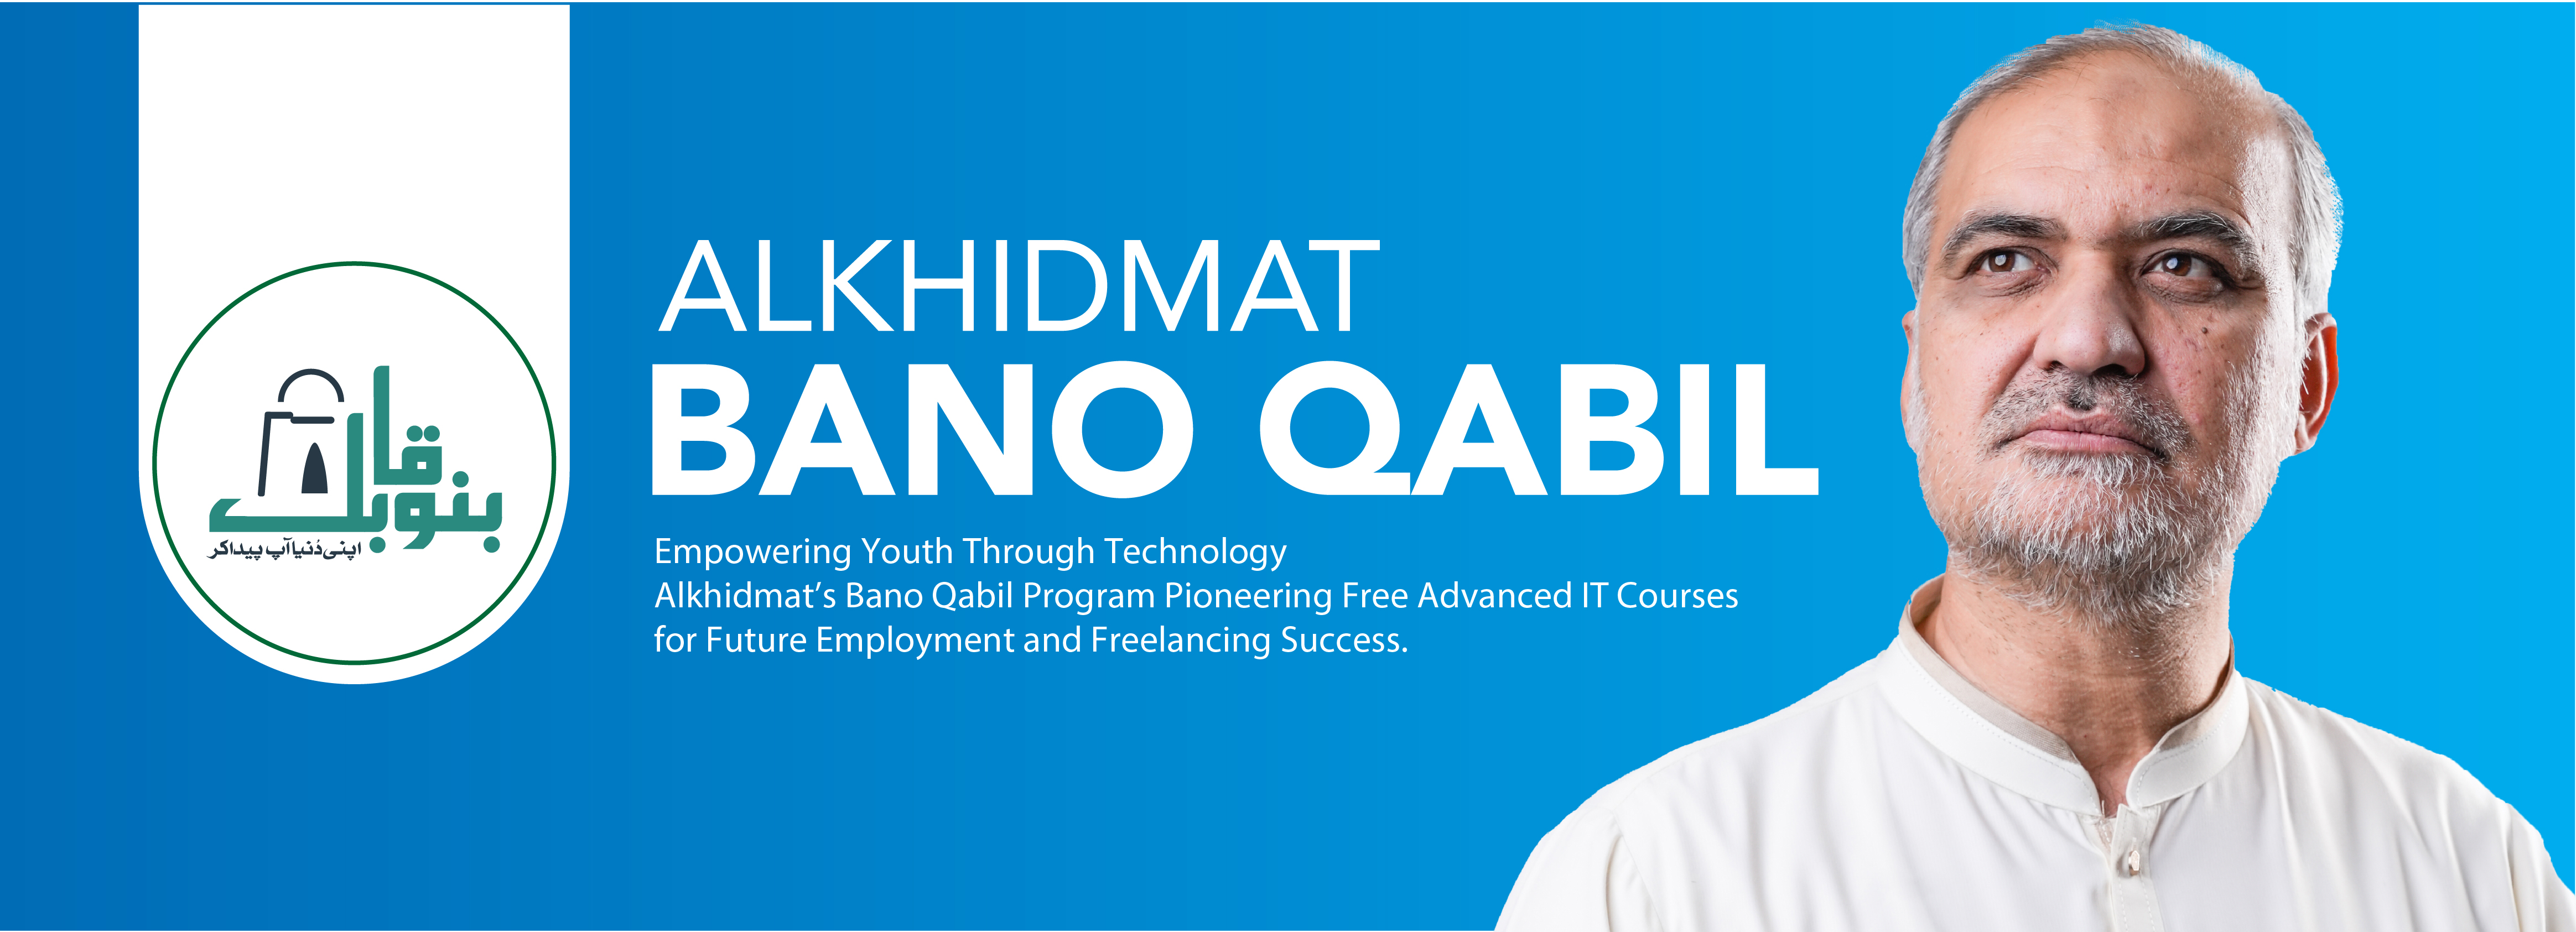 بنو قابل
اپنی دُنیا آپ پیدا کر
ALKHIDMAT
BANO QABIL
Empowering Youth Through Technology
Alkhidmat’s Bano Qabil Program Pioneering Free Advanced IT Courses
for Future Employment and Freelancing Success.